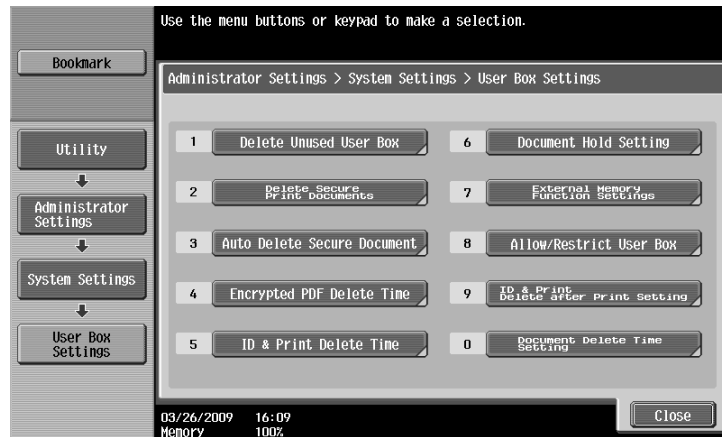 Use the menu buttons or keypad to make a selection.
Bookmark
Administrator Settings > System Settings > User Box Settings
Utility
Administrator
Settings
System Settings
User Box
Settings
1 Delete Unused User Box
2 Delete Secure
Print Documents
3 Auto Delete Secure Document
4 Encrypted PDF Delete Time
5 ID & Print Delete Time
6 Document Hold Setting
7 External Memory
Function Settings
8 Allow/Restrict User Box
9 ID & Print
Delete after Print Setting
0 Document Delete Time
Setting
03/26/2009 16:09
Memory 100%
Close